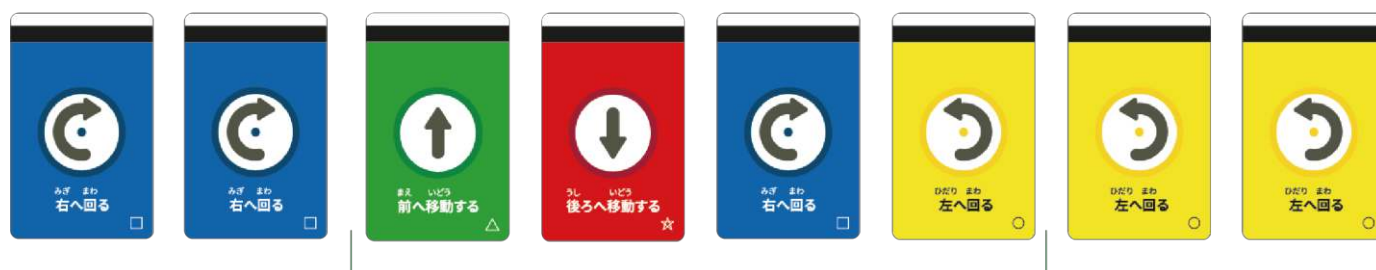 みぎ まわ
右へ回る
みぎ まわ
右へ回る
まえ いどう
前へ移動する
うし いどう
後ろへ移動する
みぎ まわ
右へ回る
ひだり まわ
左へ回る
ひだり まわ
左へ回る
ひだり まわ
左へ回る